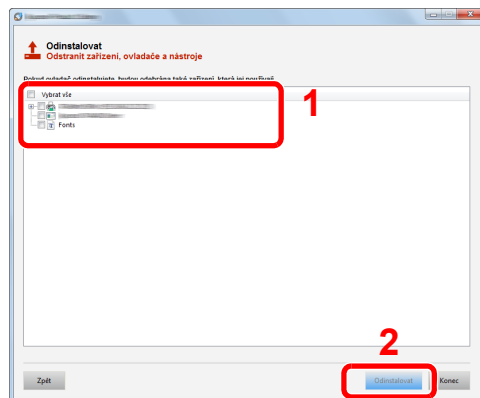 Odinstalovat
Odstranit zařízení, ovladače a nástroje
Pokud ovladač odinstalujete, budou odebrána také zařízení, která jej používají.
Vybrat vše
1
Fonts
2
Zpět
Odinstalovat
Konec